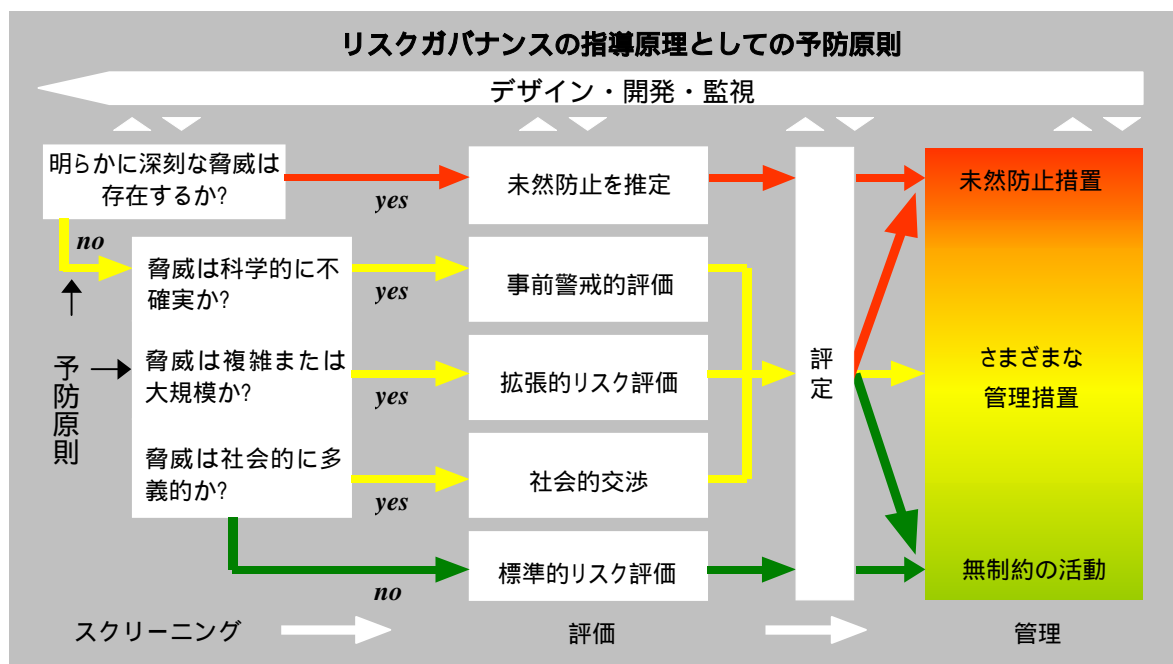 リスクガバナンスの指導原理としての予防原則
デザイン・開発・監視
明らかに深刻な脅威は
存在するか?
yes
未然防止を推定
未然防止措置
no
脅威は科学的に不
確実か?
yes
事前警戒的評価
予防原則
脅威は複雑または
大規模か?
yes
拡張的リスク評価
評定
さまざまな
管理措置
脅威は社会的に多
義的か?
yes
社会的交渉
no
標準的リスク評価
無制約の活動
スクリーニング
評価
管理